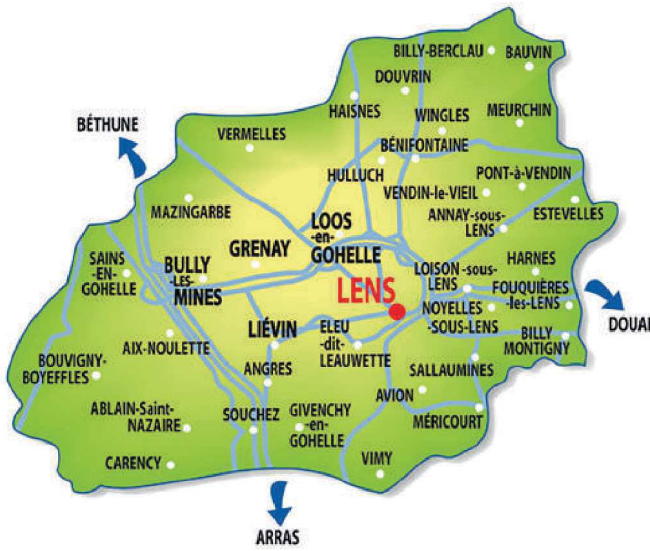 BILLY-BERCLAU
BAUVIN
DOUVRIN
HAISNES
WINGLES
MEURCHIN
BÉTHUNE
VERMELLES
BÉNIFONTAINE
HULLUCH
PONT-à-VENDIN
VENDIN-le-VIEIL
MAZINGARBE
ESTEVELLES
ANNAY-sous-
LENS
LOOS
-en-
GOHELLE
GRENAY
SAINS
-EN-
GOHELLE
BULLY
-LES-
MINES
HARNES
LOISON-sous-
LENS
FOUQUIÈRES
-les-LENS
LENS
NOYELLES
-SOUS-LENS
DOUAI
LIÉVIN
ELEU
-dit-
LEAUWETTE
BILLY
MONTIGNY
AIX-NOULETTE
BOUVIGNY-
BOYEFFLES
ANGRES
SALLAUMINES
AVION
ABLAIN-Saint-
NAZAIRE
SOUCHEZ
GIVENCHY
-en-
GOHELLE
MÉRICOURT
CARENCY
VIMY
ARRAS